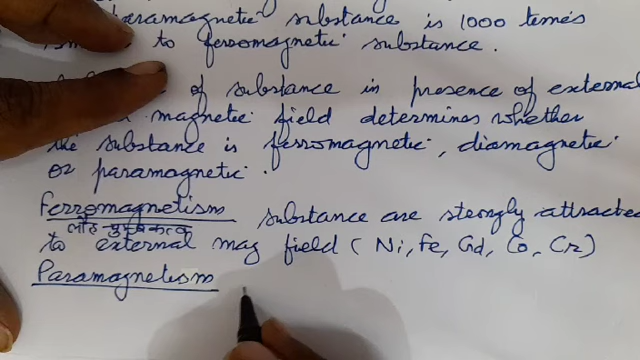 paramagnetic substance is 1000 times
to ferromagnetic substance.
of substance in presence of external
magnetic field determines whether
the substance is ferromagnetic, diamagnetic
or paramagnetic.
Ferromagnetism substance are strongly attracted
लौह चुम्बकत्व
to external mag field (Ni, Fe, Gd, Co, Cr)
Paramagnetism